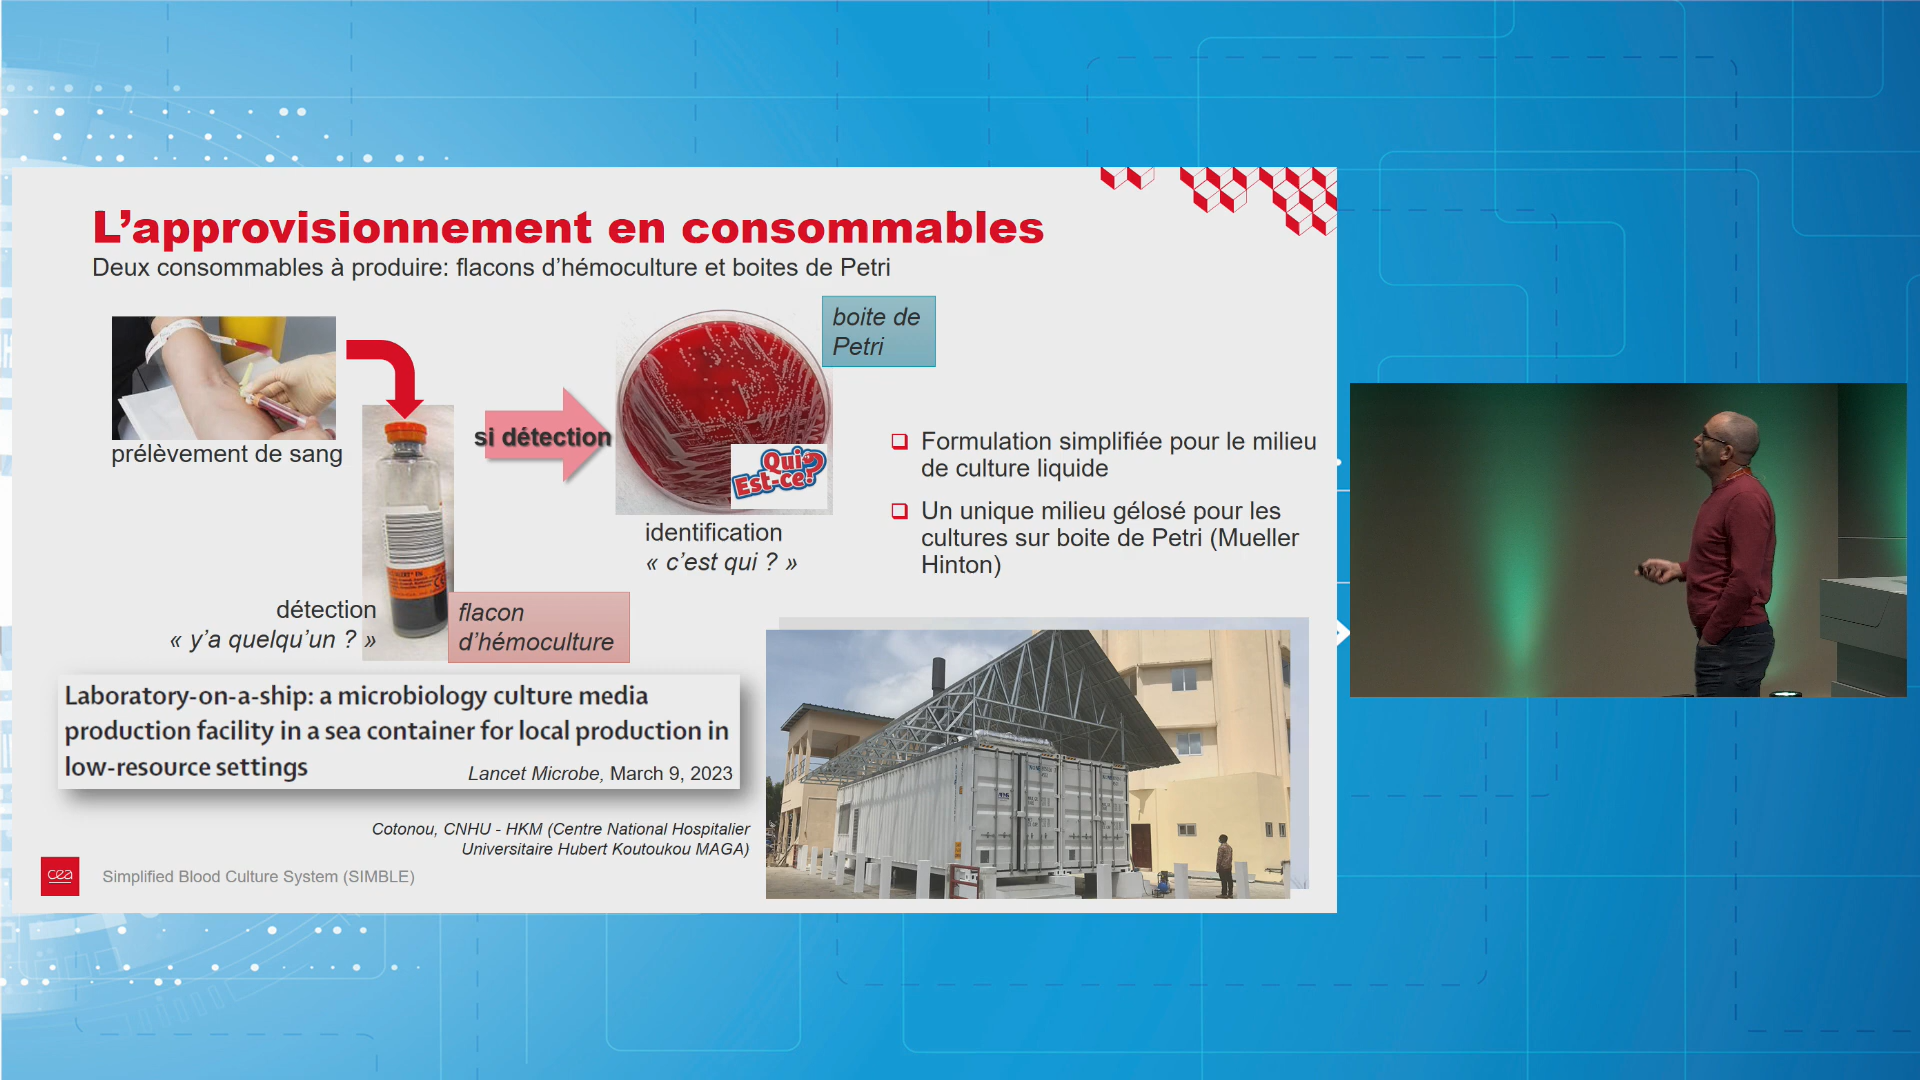 L'approvisionnement en consommables
Deux consommables à produire: flacons d'hémoculture et boites de Petri
boite de
Petri
si détection
prélèvement de sang
Qui
Est-ce?
identification
« c'est qui ? »
Formulation simplifiée pour le milieu
de culture liquide
Un unique milieu gélosé pour les
cultures sur boite de Petri (Mueller
Hinton)
détection
« y'a quelqu'un ? »
flacon
d'hémoculture
Laboratory-on-a-ship: a microbiology culture media
production facility in a sea container for local production in
low-resource settings
Lancet Microbe, March 9, 2023
Cotonou, CNHU - HKM (Centre National Hospitalier
Universitaire Hubert Koutoukou MAGA)
cea
Simplified Blood Culture System (SIMBLE)